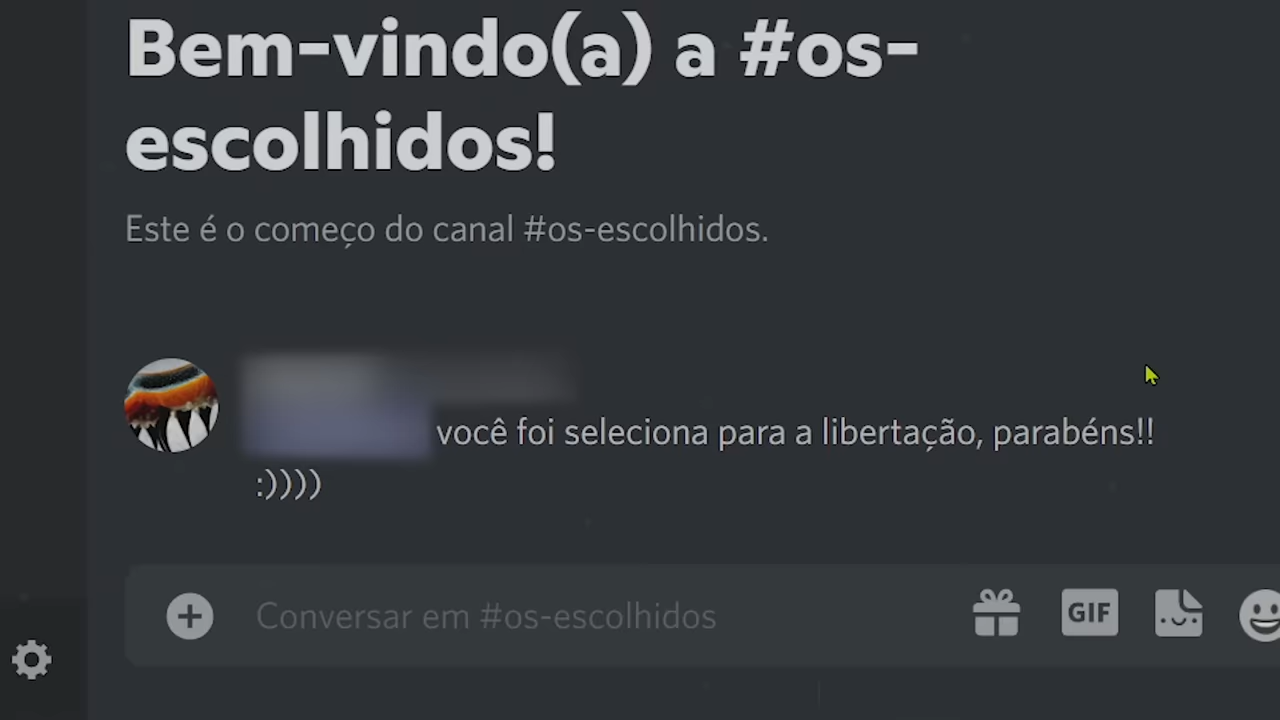 Bem-vindo(a) a #os-
escolhidos!
Este é o começo do canal #os-escolhidos.
você foi seleciona para a libertação, parabéns!!
:))))
Conversar em #os-escolhidos
GIF